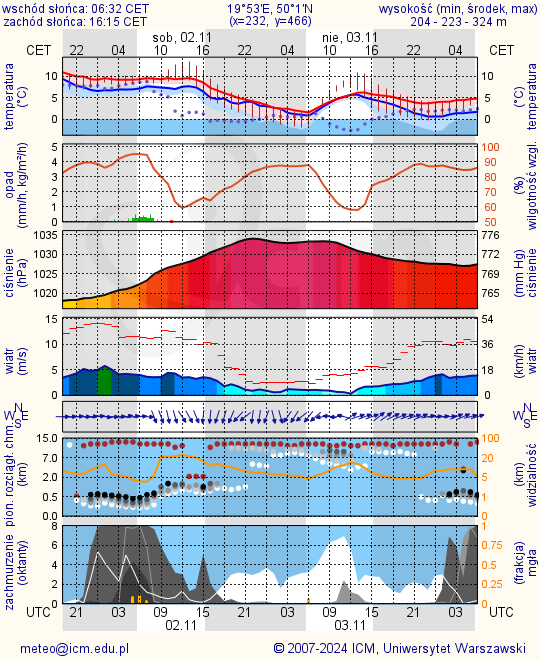 wschód słońca: 06:32 CET 19°53'E, 50°1'N wysokość (min, środek, max)
zachód słońca: 16:15 CET (x=232, y=466) 204 - 223 - 324 m
sob, 02.11 nie, 03.11
CET 22 04 10 16 22 04 10 16 22 04 CET
temperatura (°C)
10
5
0
10
5
0
temperatura (°C)
opad (mm/h, kg/m²/h)
5
4
3
2
1
0
100
90
80
70
60
50
(%) wilgotność wzgl.
ciśnienie (hPa)
1035
1030
1025
1020
776
772
769
765
(mm Hg) ciśnienie
wiatr (m/s)
15
10
5
0
54
36
18
0
(km/h) wiatr
N
W E
S
N
W E
S
pion. rozciągł. chm. (km)
15.0
7.0
2.0
0.5
0.0
100
20
5
1
0
(km) widzialność
zachmurzenie (oktanty)
8
6
4
2
0
1
0.75
0.5
0.25
0
(frakcja) mgła
UTC 21 03 09 15 21 03 09 15 21 03 UTC
02.11 03.11
meteo@icm.edu.pl © 2007-2024 ICM, Uniwersytet Warszawski